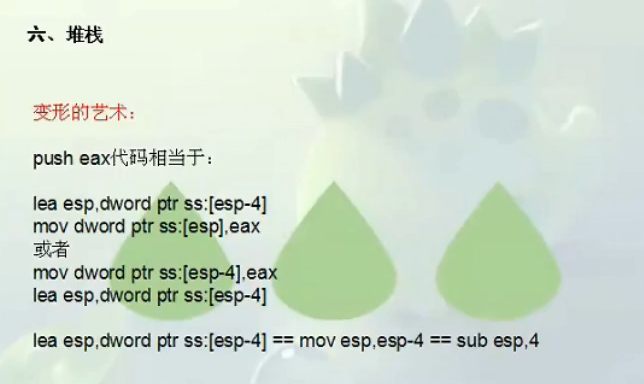 六、堆栈
变形的艺术：
push eax代码相当于：
lea esp,dword ptr ss:[esp-4]
mov dword ptr ss:[esp],eax
或者
mov dword ptr ss:[esp-4],eax
lea esp,dword ptr ss:[esp-4]
lea esp,dword ptr ss:[esp-4] == mov esp,esp-4 == sub esp,4